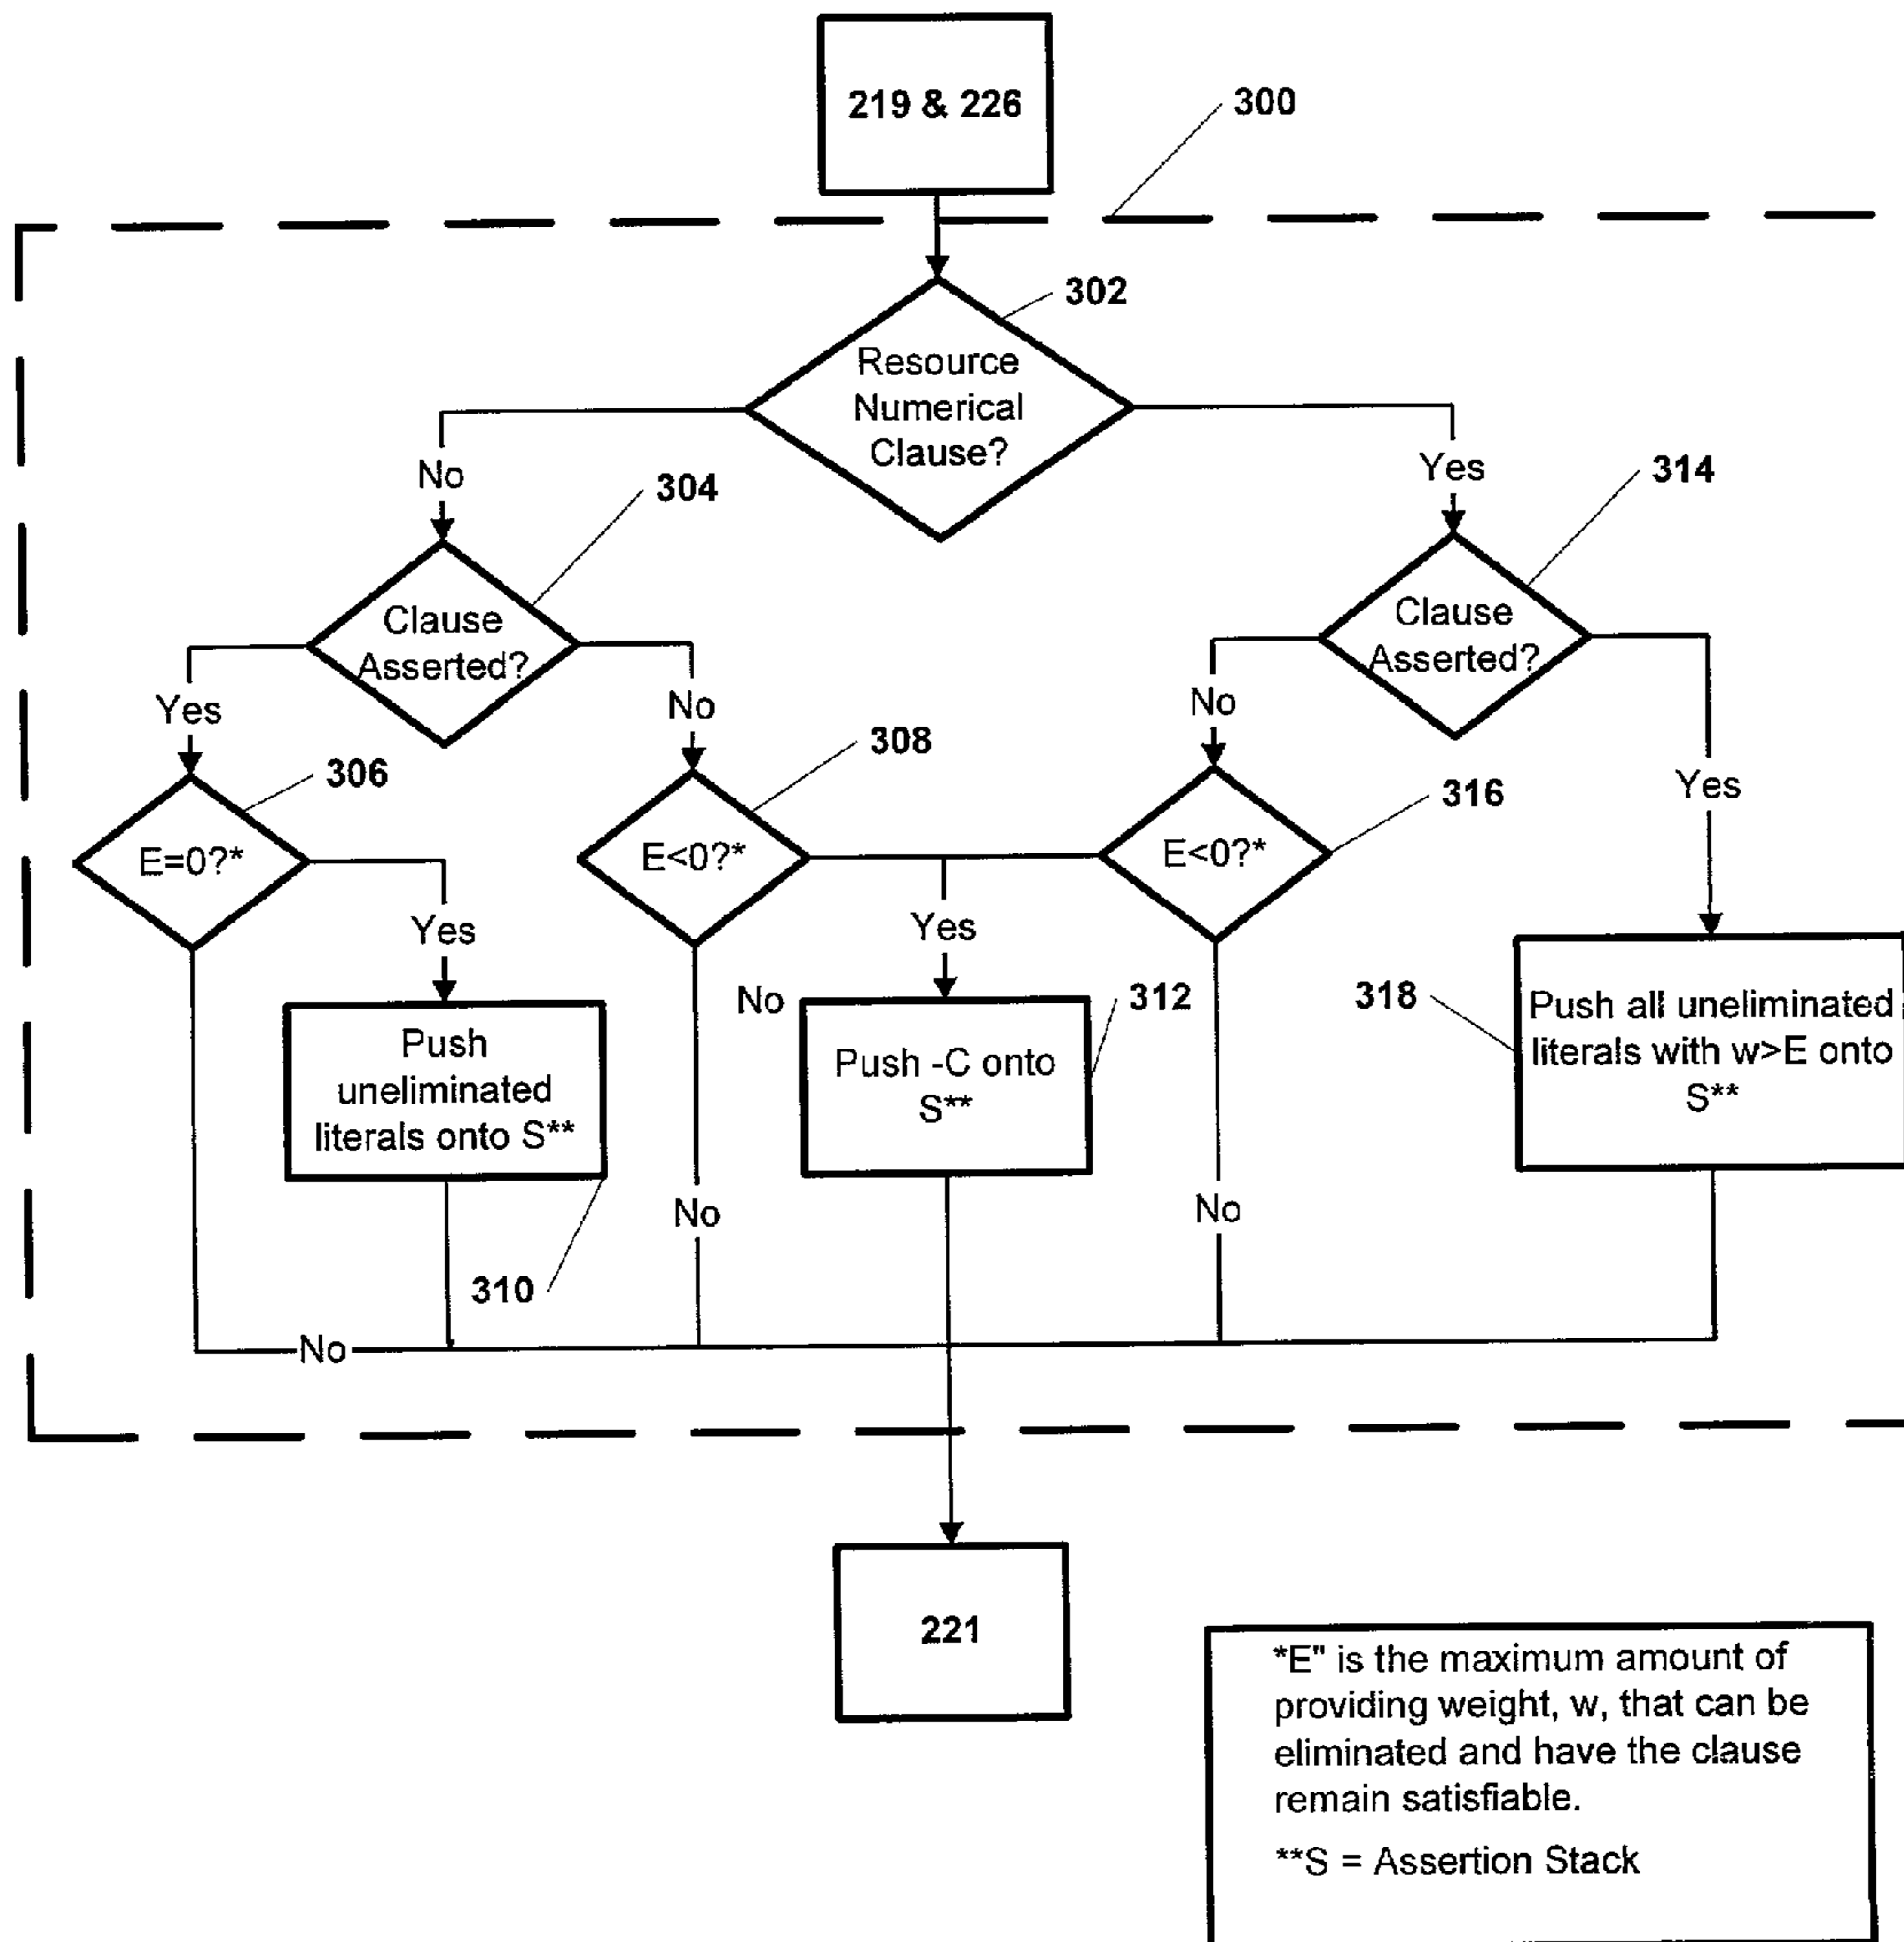 219 & 226
300
302
Resource
Numerical
Clause?
No
304
Yes
314
Clause
Asserted?
Clause
Asserted?
Yes
No
No
Yes
306
308
316
E=0?*
E<0?*
E<0?*
Yes
Yes
No
312
318
Push
uneliminated
literals onto S**
Push -C onto
S**
Push all uneliminated
literals with w>E onto
S**
No
No
310
No
221
*E" is the maximum amount of
providing weight, w, that can be
eliminated and have the clause
remain satisfiable.
**S = Assertion Stack